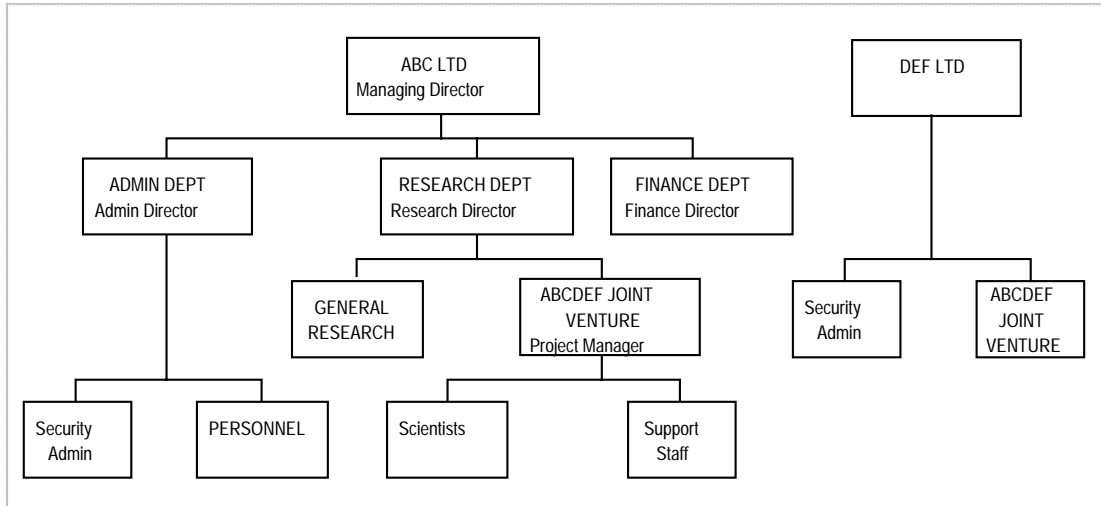 ABC LTD
Managing Director
DEF LTD
ADMIN DEPT
Admin Director
RESEARCH DEPT
Research Director
FINANCE DEPT
Finance Director
GENERAL
RESEARCH
ABCDEF JOINT
VENTURE
Project Manager
Security
Admin
ABCDEF
JOINT
VENTURE
Security
Admin
PERSONNEL
Scientists
Support
Staff